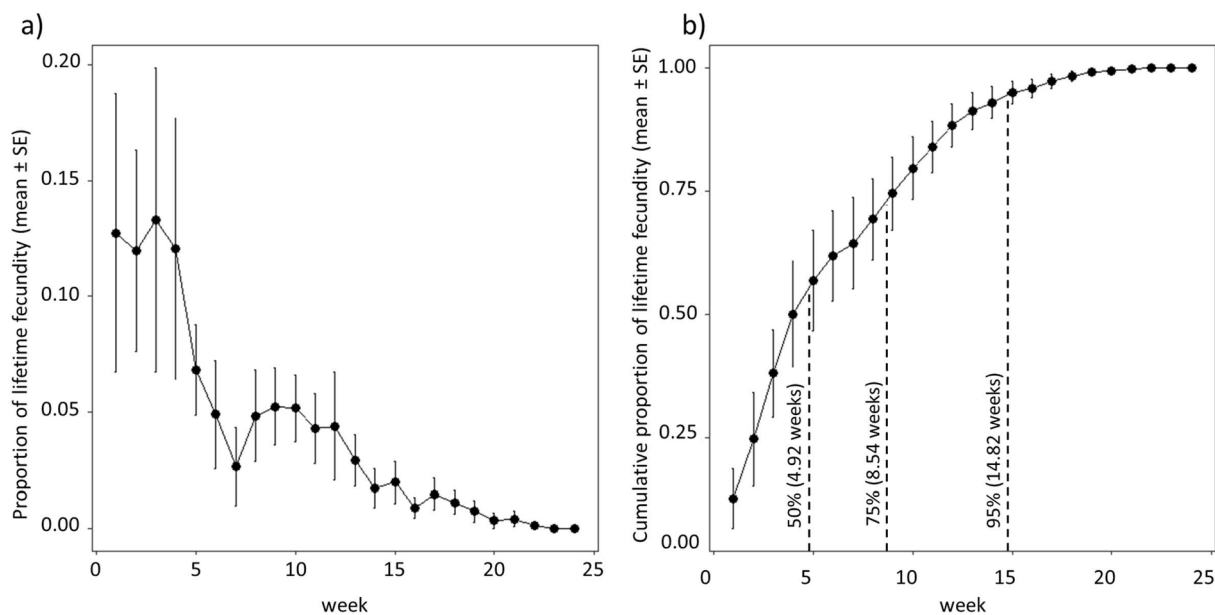 a)
Proportion of lifetime fecundity (mean ± SE)
0.20
0.15
0.10
0.05
0.00
0 5 10 15 20 25
week
b)
Cumulative proportion of lifetime fecundity (mean ± SE)
1.00
0.75
0.50
0.25
0.00
50% (4.92 weeks)
75% (8.54 weeks)
95% (14.82 weeks)
0 5 10 15 20 25
week